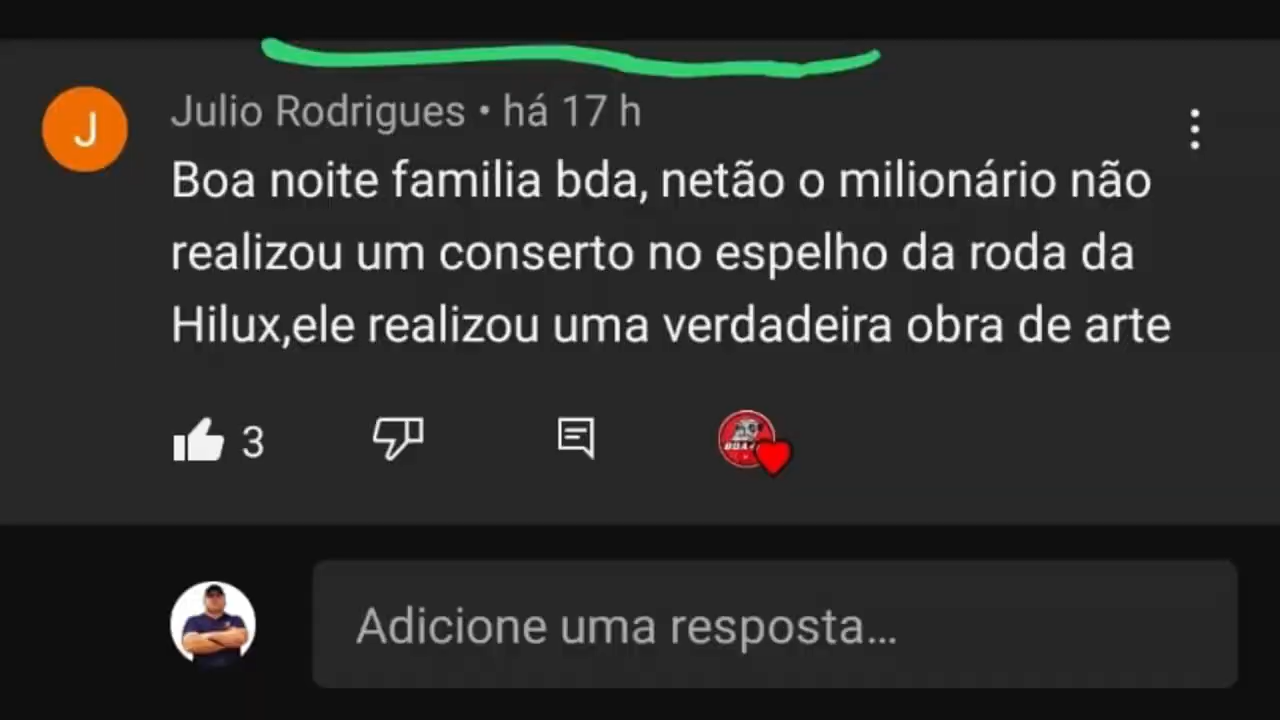 Julio Rodrigues • há 17 h
Boa noite familia bda, netão o milionário não
realizou um conserto no espelho da roda da
Hilux,ele realizou uma verdadeira obra de arte
3
Adicione uma resposta...